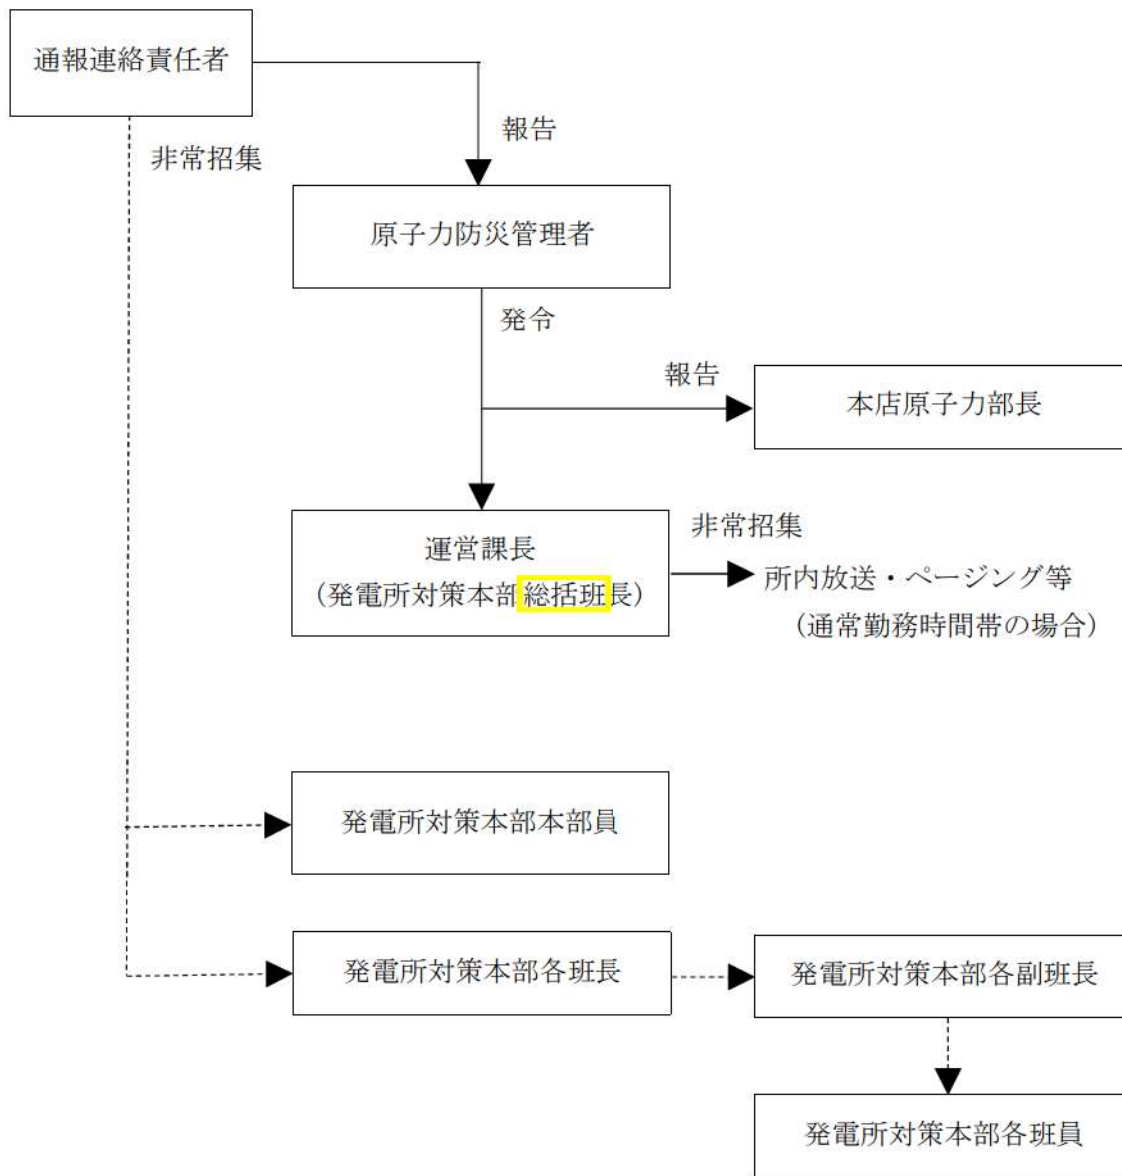 通報連絡責任者
報告
非常招集
原子力防災管理者
発令
報告
本店原子力部長
運営課長
(発電所対策本部総括班長)
非常招集
所内放送・ページング等
(通常勤務時間帯の場合)
発電所対策本部本部員
発電所対策本部各班長
発電所対策本部各副班長
発電所対策本部各班員